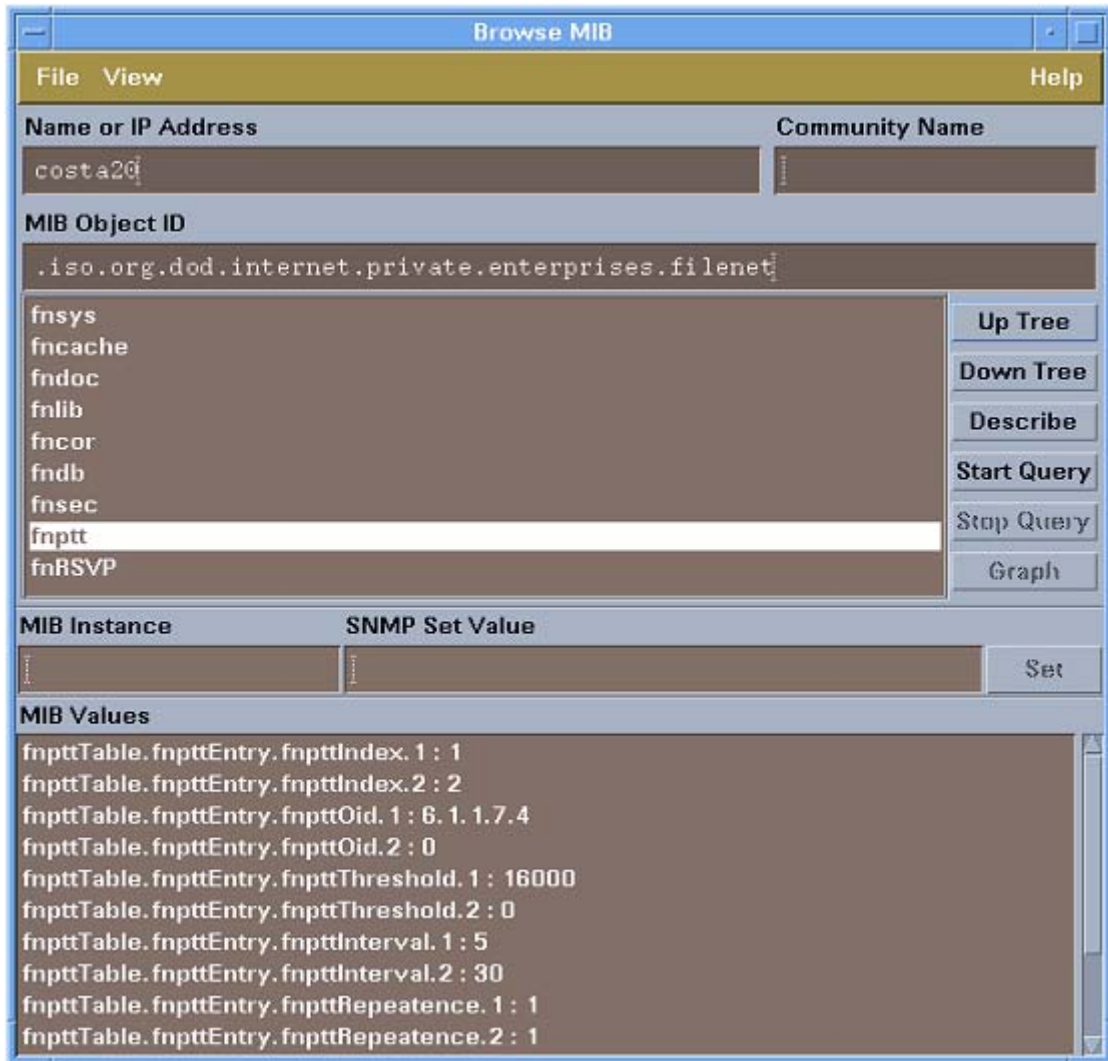 Browse MIB
File View Help
Name or IP Address Community Name
costa20
MIB Object ID
.iso.org.dod.internet.private.enterprises.filenet
fnsys
Up Tree
fncache
fndoc
Down Tree
fnlib
Describe
fncor
fndb
Start Query
fnsec
fnptt
Stop Query
fnRSVP
Graph
MIB Instance SNMP Set Value
Set
MIB Values
fnpttTable.fnpttEntry.fnpttIndex.1 : 1
fnpttTable.fnpttEntry.fnpttIndex.2 : 2
fnpttTable.fnpttEntry.fnpttOid.1 : 6.1.1.7.4
fnpttTable.fnpttEntry.fnpttOid.2 : 0
fnpttTable.fnpttEntry.fnpttThreshold.1 : 16000
fnpttTable.fnpttEntry.fnpttThreshold.2 : 0
fnpttTable.fnpttEntry.fnpttInterval.1 : 5
fnpttTable.fnpttEntry.fnpttInterval.2 : 30
fnpttTable.fnpttEntry.fnpttRepeatence.1 : 1
fnpttTable.fnpttEntry.fnpttRepeatence.2 : 1